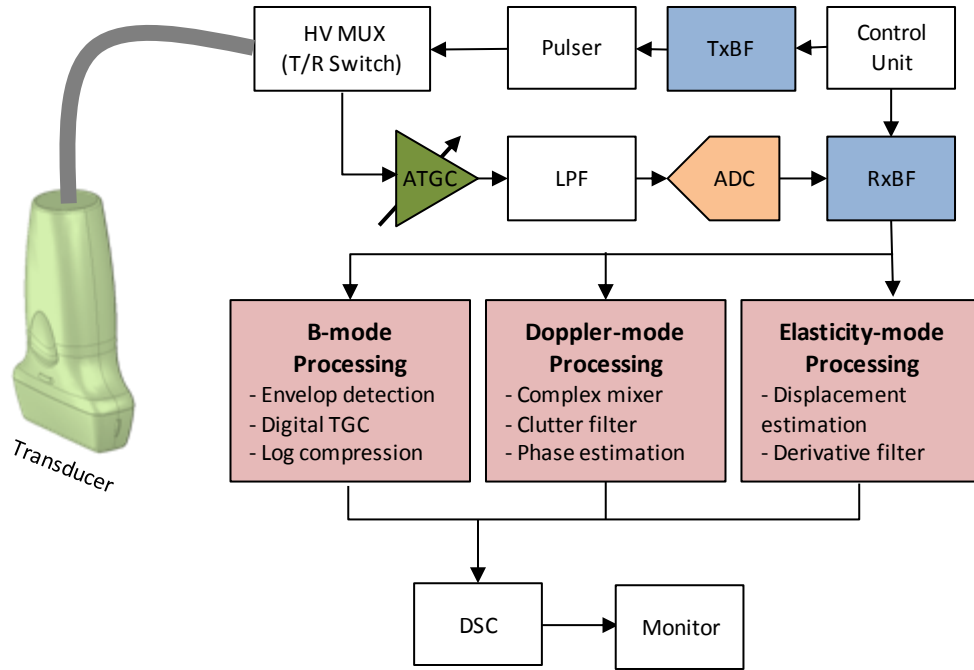 HV MUX
(T/R Switch)
Pulser
TxBF
Control
Unit
ATGC
LPF
ADC
RxBF
B-mode
Processing
- Envelop detection
- Digital TGC
- Log compression
Doppler-mode
Processing
- Complex mixer
- Clutter filter
- Phase estimation
Elasticity-mode
Processing
- Displacement
estimation
- Derivative filter
Transducer
DSC
Monitor